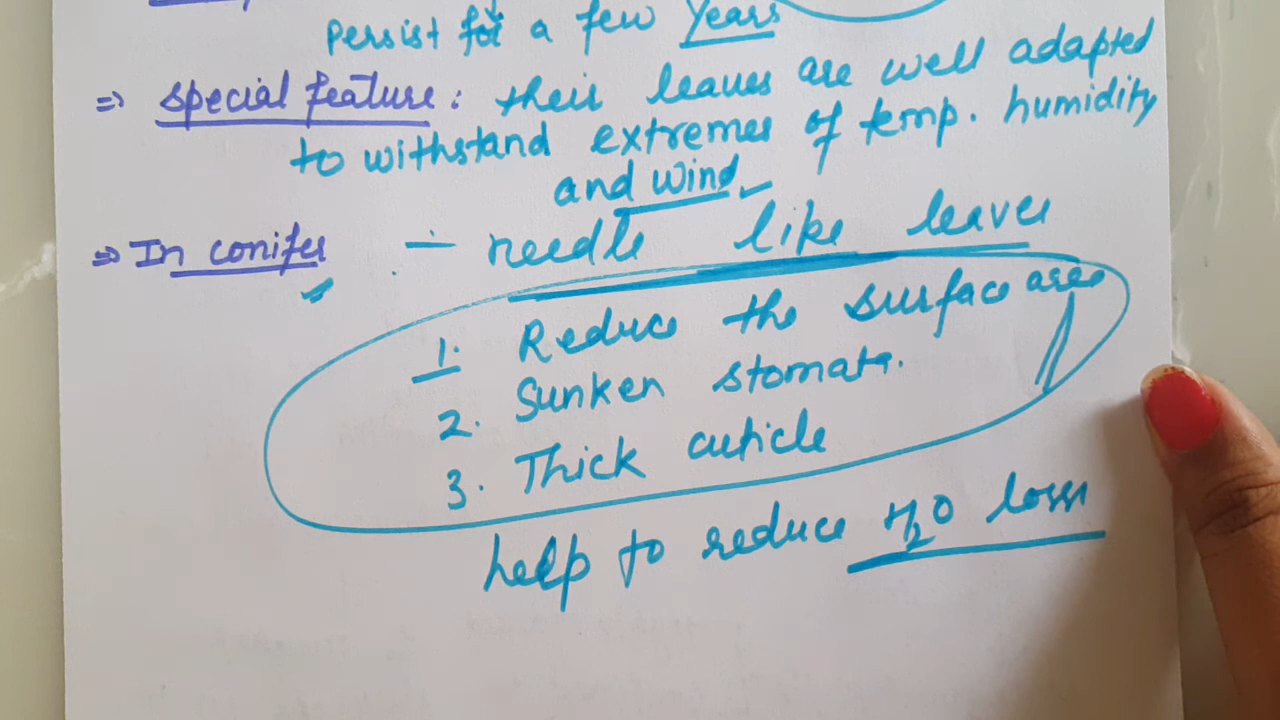 Persist for a few Years
⇒ special feature: their leaves are well adapted
to withstand extremes of temp. humidity
and wind
⇒ In conifers - needle like leaves
1. Reduce the surface area
2. Sunken stomata.
3. Thick cuticle
help to reduce H₂O loss